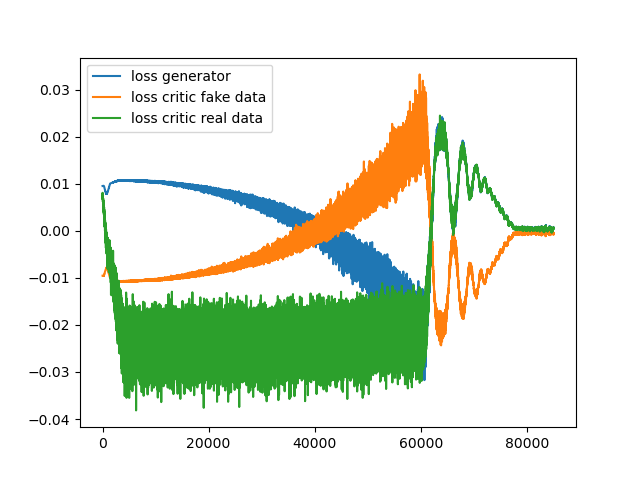 loss generator
loss critic fake data
loss critic real data
0.03
0.02
0.01
0.00
−0.01
−0.02
−0.03
−0.04
0 20000 40000 60000 80000